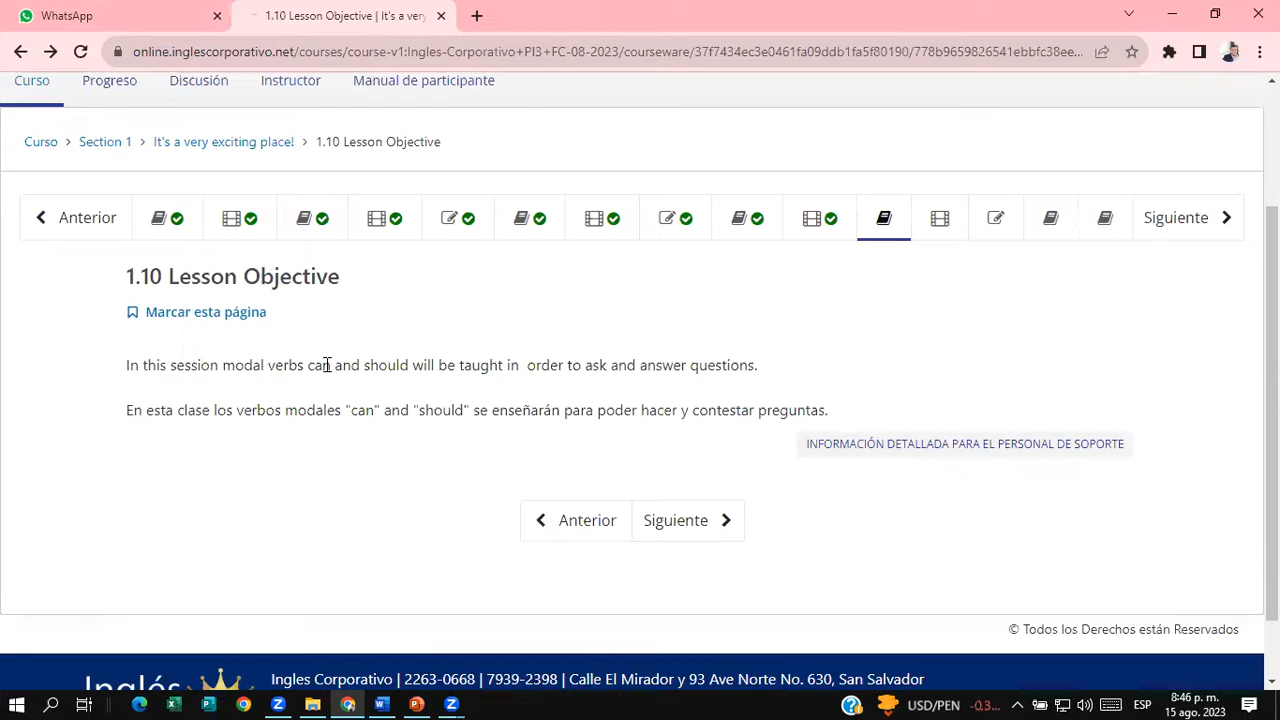 WhatsApp
1.10 Lesson Objective | It's a very
online.inglescorporativo.net/courses/course-v1:Ingles-Corporativo+PI3+FC-08-2023/courseware/37f7434ec3e0461fa09ddb1fa5f80190/778b9659826541ebbfc38ee...
Curso Progreso Discusión Instructor Manual de participante
Curso > Section 1 > It's a very exciting place! > 1.10 Lesson Objective
Anterior Siguiente
1.10 Lesson Objective
Marcar esta página
In this session modal verbs can and should will be taught in order to ask and answer questions.
En esta clase los verbos modales "can" and "should" se enseñarán para poder hacer y contestar preguntas.
INFORMACIÓN DETALLADA PARA EL PERSONAL DE SOPORTE
Anterior Siguiente
© Todos los Derechos están Reservados
Inglés
Ingles Corporativo | 2263-0668 | 7939-2398 | Calle El Mirador y 93 Ave Norte No. 630, San Salvador
USD/PEN -0,3... ESP 8:46 p. m.
15 ago. 2023